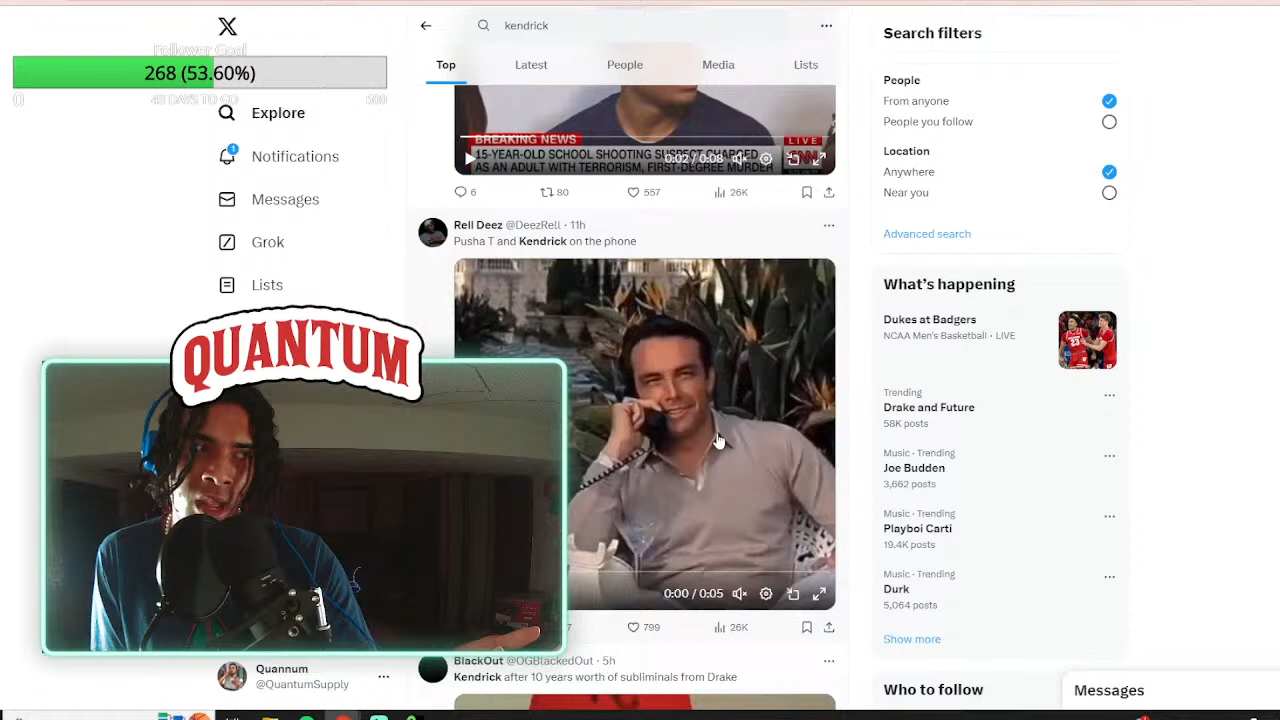 Follower Goal
268 (53.60%)
0
43 DAYS TO GO
500
Explore
1
Notifications
Messages
Grok
Lists
QUANTUM
Quannum
@QuantumSupply
kendrick
Top
Latest
People
Media
Lists
BREAKING NEWS
LIVE
CNN
15-YEAR-OLD SCHOOL SHOOTING SUSPECT CHARGED
AS AN ADULT WITH TERRORISM, FIRST-DEGREE MURDER
0:02 / 0:08
6
80
557
26K
Rell Deez @DeezRell · 11h
Pusha T and Kendrick on the phone
0:00 / 0:05
799
26K
BlackOut @OGBlackedOut · 5h
Kendrick after 10 years worth of subliminals from Drake
Search filters
People
From anyone
People you follow
Location
Anywhere
Near you
Advanced search
What's happening
Dukes at Badgers
NCAA Men's Basketball · LIVE
Trending
Drake and Future
58K posts
Music · Trending
Joe Budden
3,662 posts
Music · Trending
Playboi Carti
19.4K posts
Music · Trending
Durk
5,064 posts
Show more
Who to follow
Messages